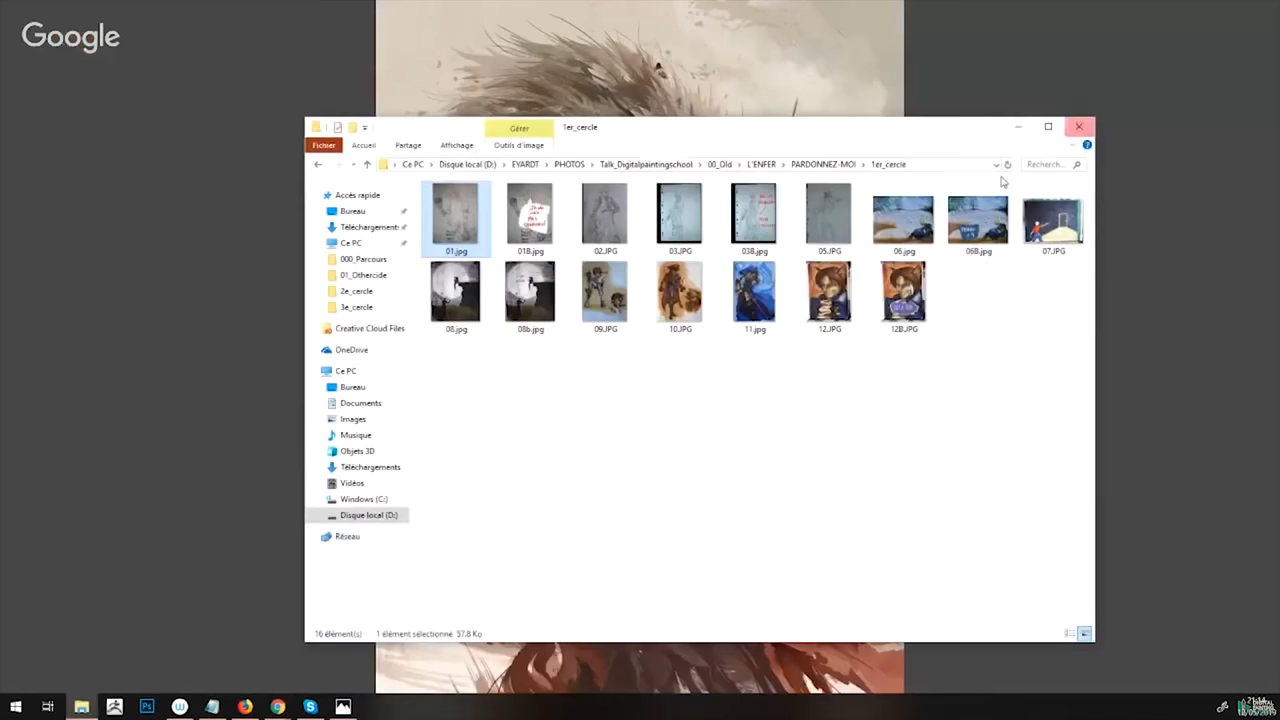 Google
Gérer
1er_cercle
Fichier
Accueil
Partage
Affichage
Outils d'image
Ce PC
Disque local (D:)
EYARDT
PHOTOS
Talk_Digitalpaintingschool
00_Old
L'ENFER
PARDONNEZ-MOI
1er_cercle
Recherch...
Accès rapide
Bureau
Téléchargement:
Ce PC
000_Parcours
01_Othercide
2e_cercle
3e_cercle
Creative Cloud Files
OneDrive
Ce PC
Bureau
Documents
Images
Musique
Objets 3D
Téléchargements
Vidéos
Windows (C:)
Disque local (D:)
Réseau
01.jpg
01B.jpg
02.JPG
03.JPG
03B.jpg
05.JPG
06.jpg
06B.jpg
07.JPG
08.jpg
08b.jpg
09.JPG
10.JPG
11.jpg
12.JPG
12B.JPG
16 élément(s)
1 élément sélectionné 57,8 Ko
Ps
21:14